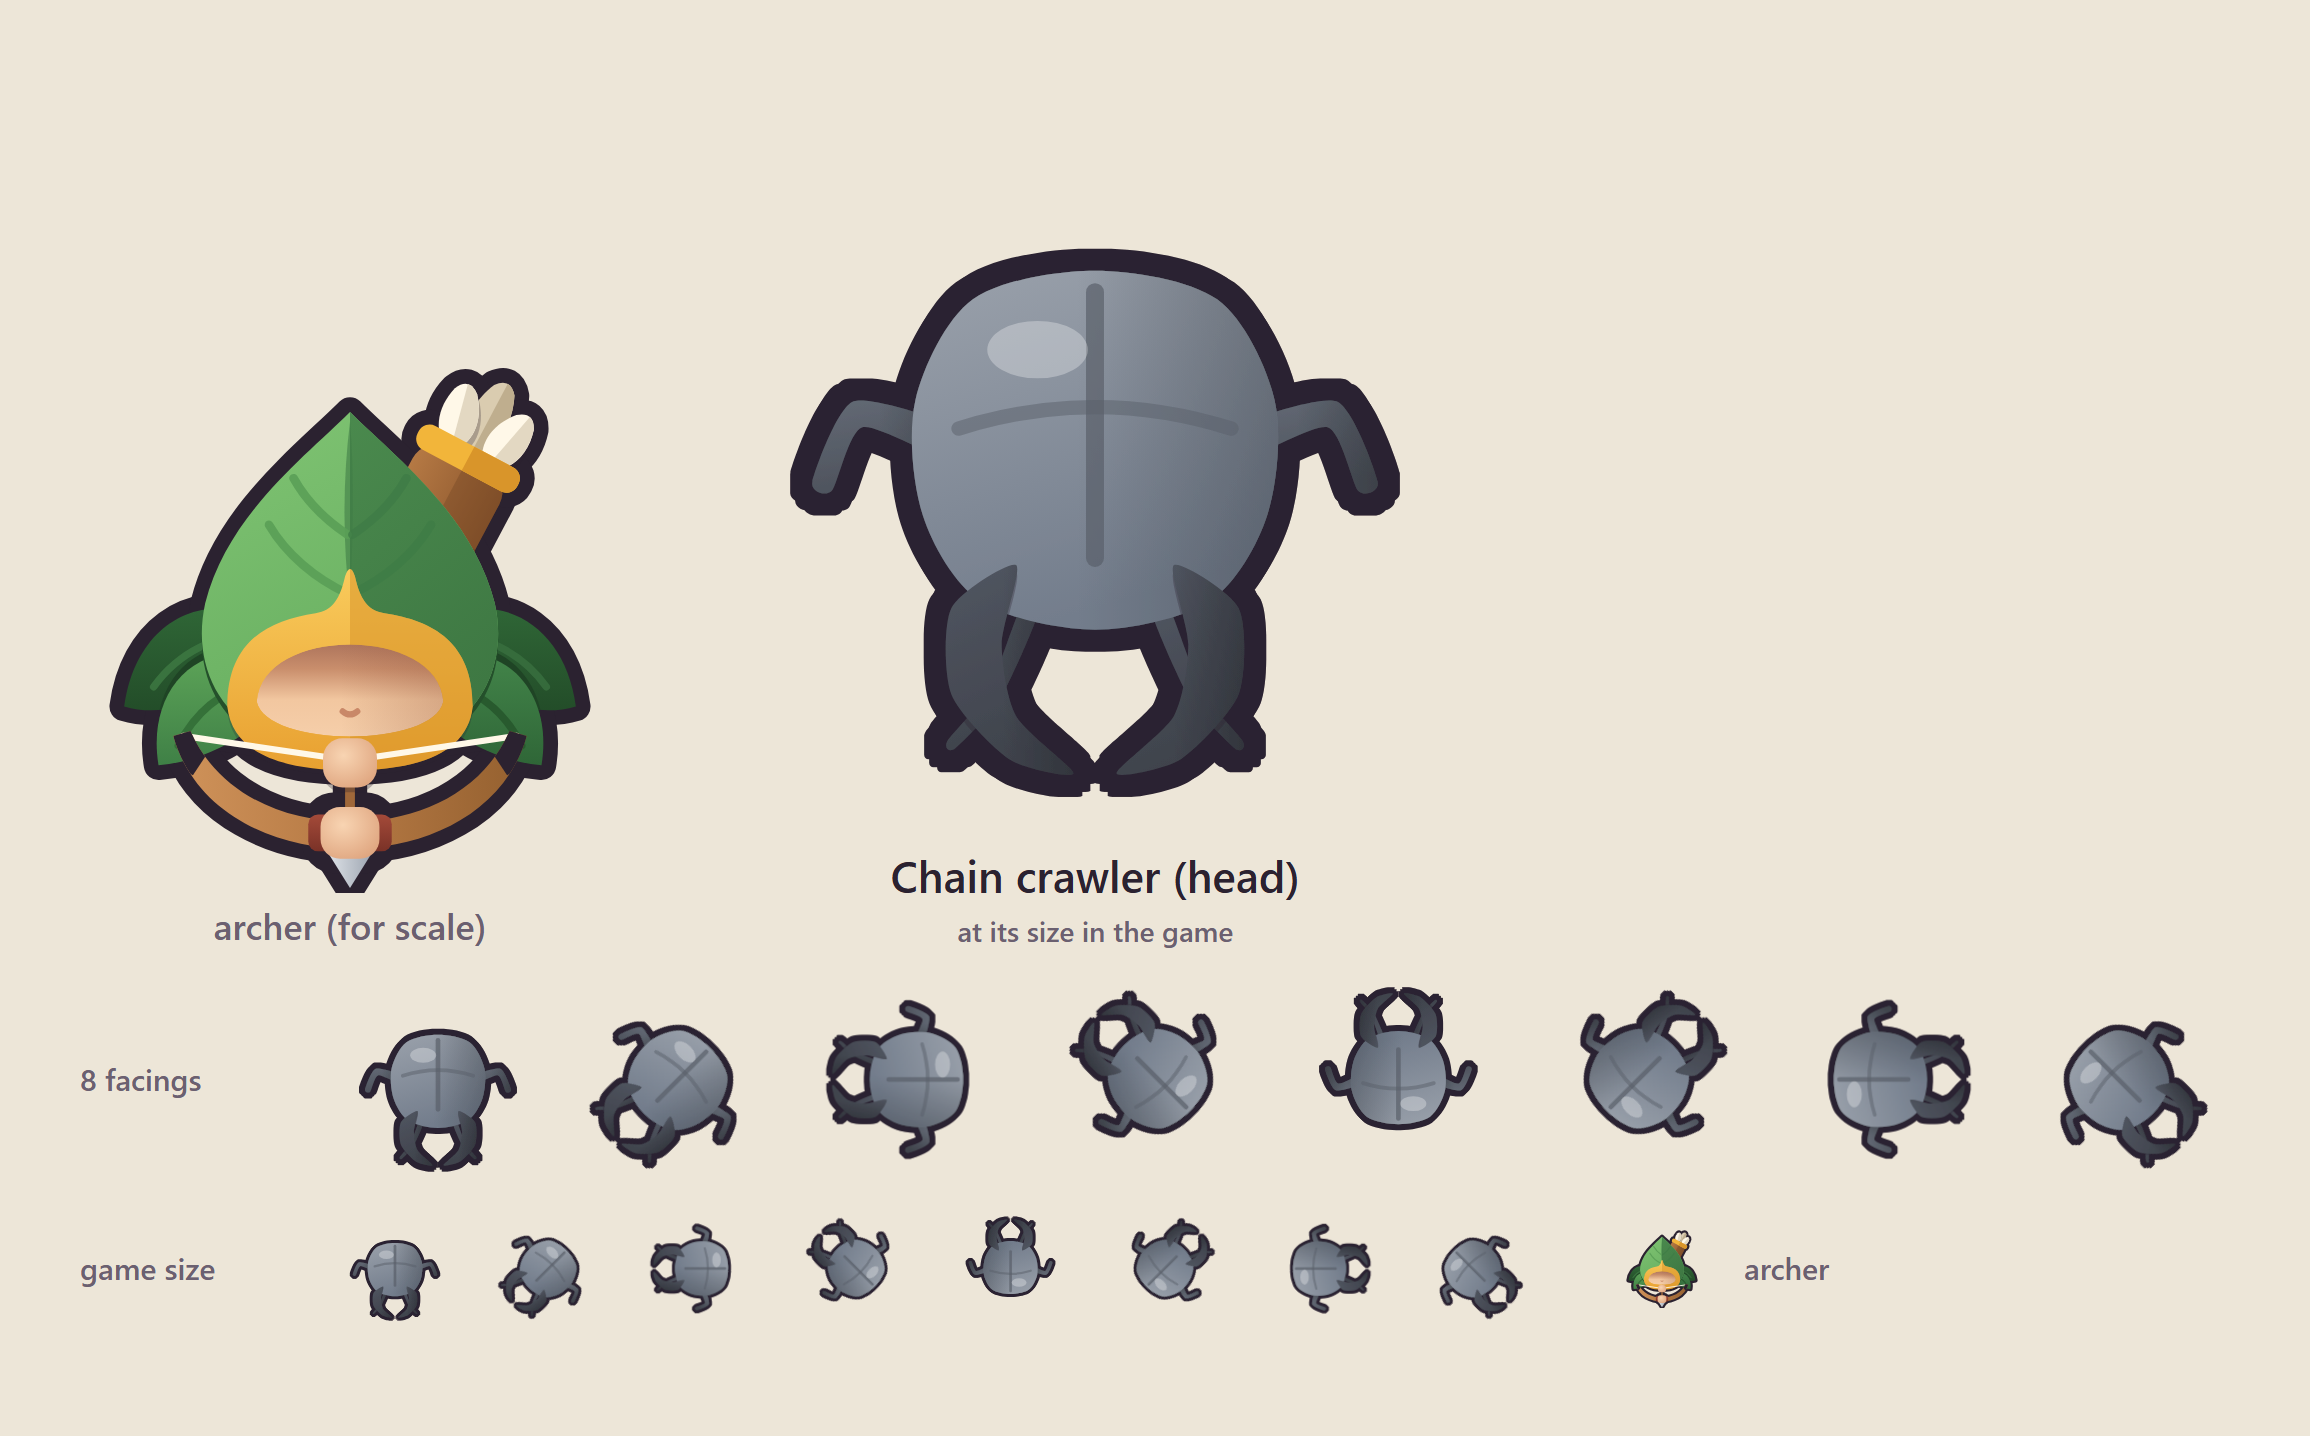 Chain crawler (head)
archer (for scale)
at its size in the game
8 facings
game size
archer